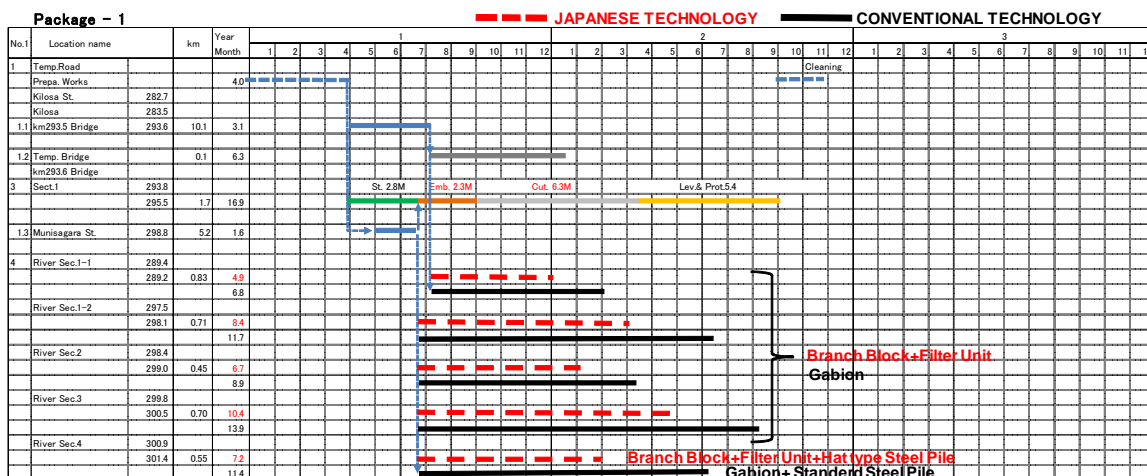 Package - 1
JAPANESE TECHNOLOGY CONVENTIONAL TECHNOLOGY
No.1 Location name km Year 1 2 3
Month 1 2 3 4 5 6 7 8 9 10 11 12 1 2 3 4 5 6 7 8 9 10 11 12 1 2 3 4 5 6 7 8 9 10 11
1 Temp.Road Cleaning
Prepa. Works 4.0
Kilosa St. 282.7
Kilosa 283.5
1.1 km293.5 Bridge 293.6 10.1 3.1
1.2 Temp. Bridge 0.1 6.3
km293.6 Bridge
3 Sect.1 293.8 St. 2.8M Emb. 2.3M Cut. 6.3M Lev.& Prot.5.4
295.5 1.7 16.9
1.3 Munisagara St. 298.8 5.2 1.6
4 River Sec.1-1 289.4
289.2 0.83 4.9
6.8
River Sec.1-2 297.5
298.1 0.71 8.4
11.7
River Sec.2 298.4
Branch Block+Filter Unit
299.0 0.45 6.7 Gabion
8.9
River Sec.3 299.8
300.5 0.70 10.4
13.9
River Sec.4 300.9
301.4 0.55 7.2 Branch Block+Filter Unit+Hat type Steel Pile
11.4 Gabion+ Standerd Steel Pile